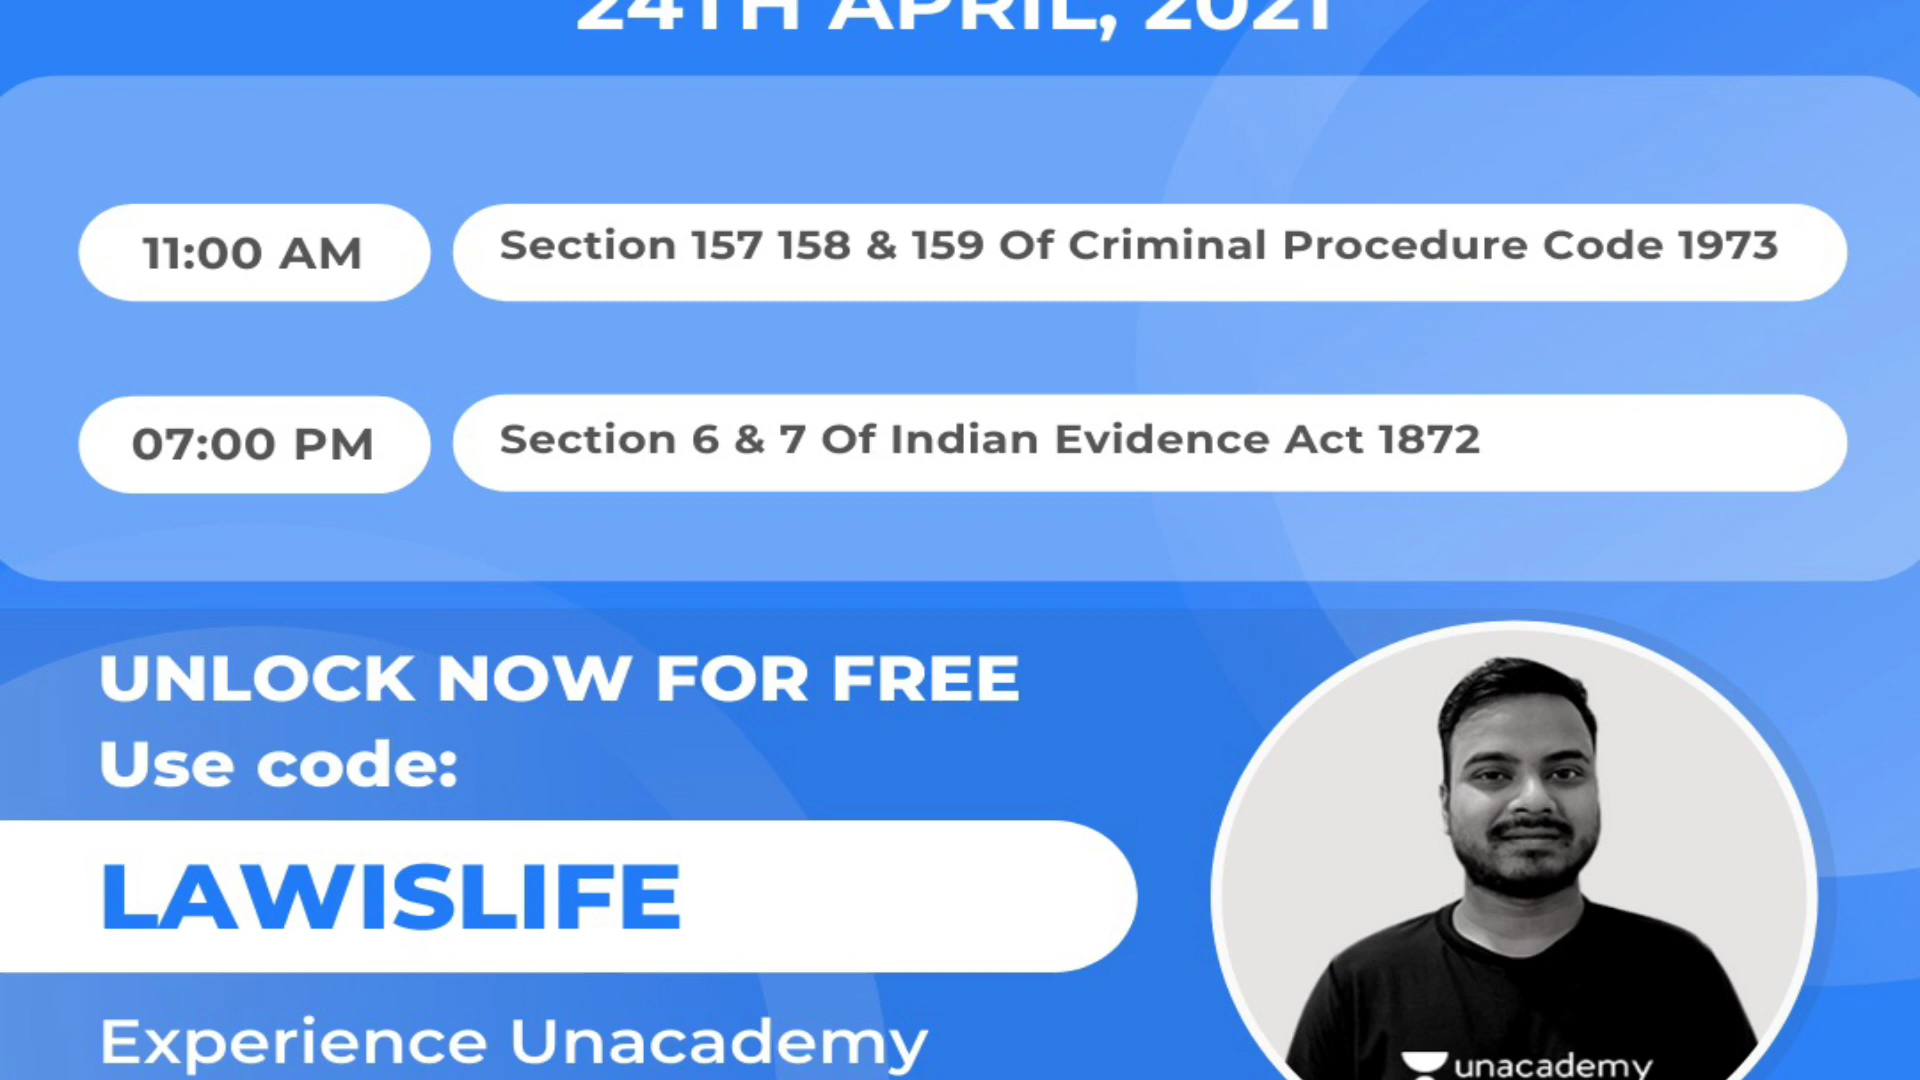 24TH APRIL, 2021
11:00 AM
Section 157 158 & 159 Of Criminal Procedure Code 1973
07:00 PM
Section 6 & 7 Of Indian Evidence Act 1872
UNLOCK NOW FOR FREE
Use code:
LAWISLIFE
Experience Unacademy
unacademy